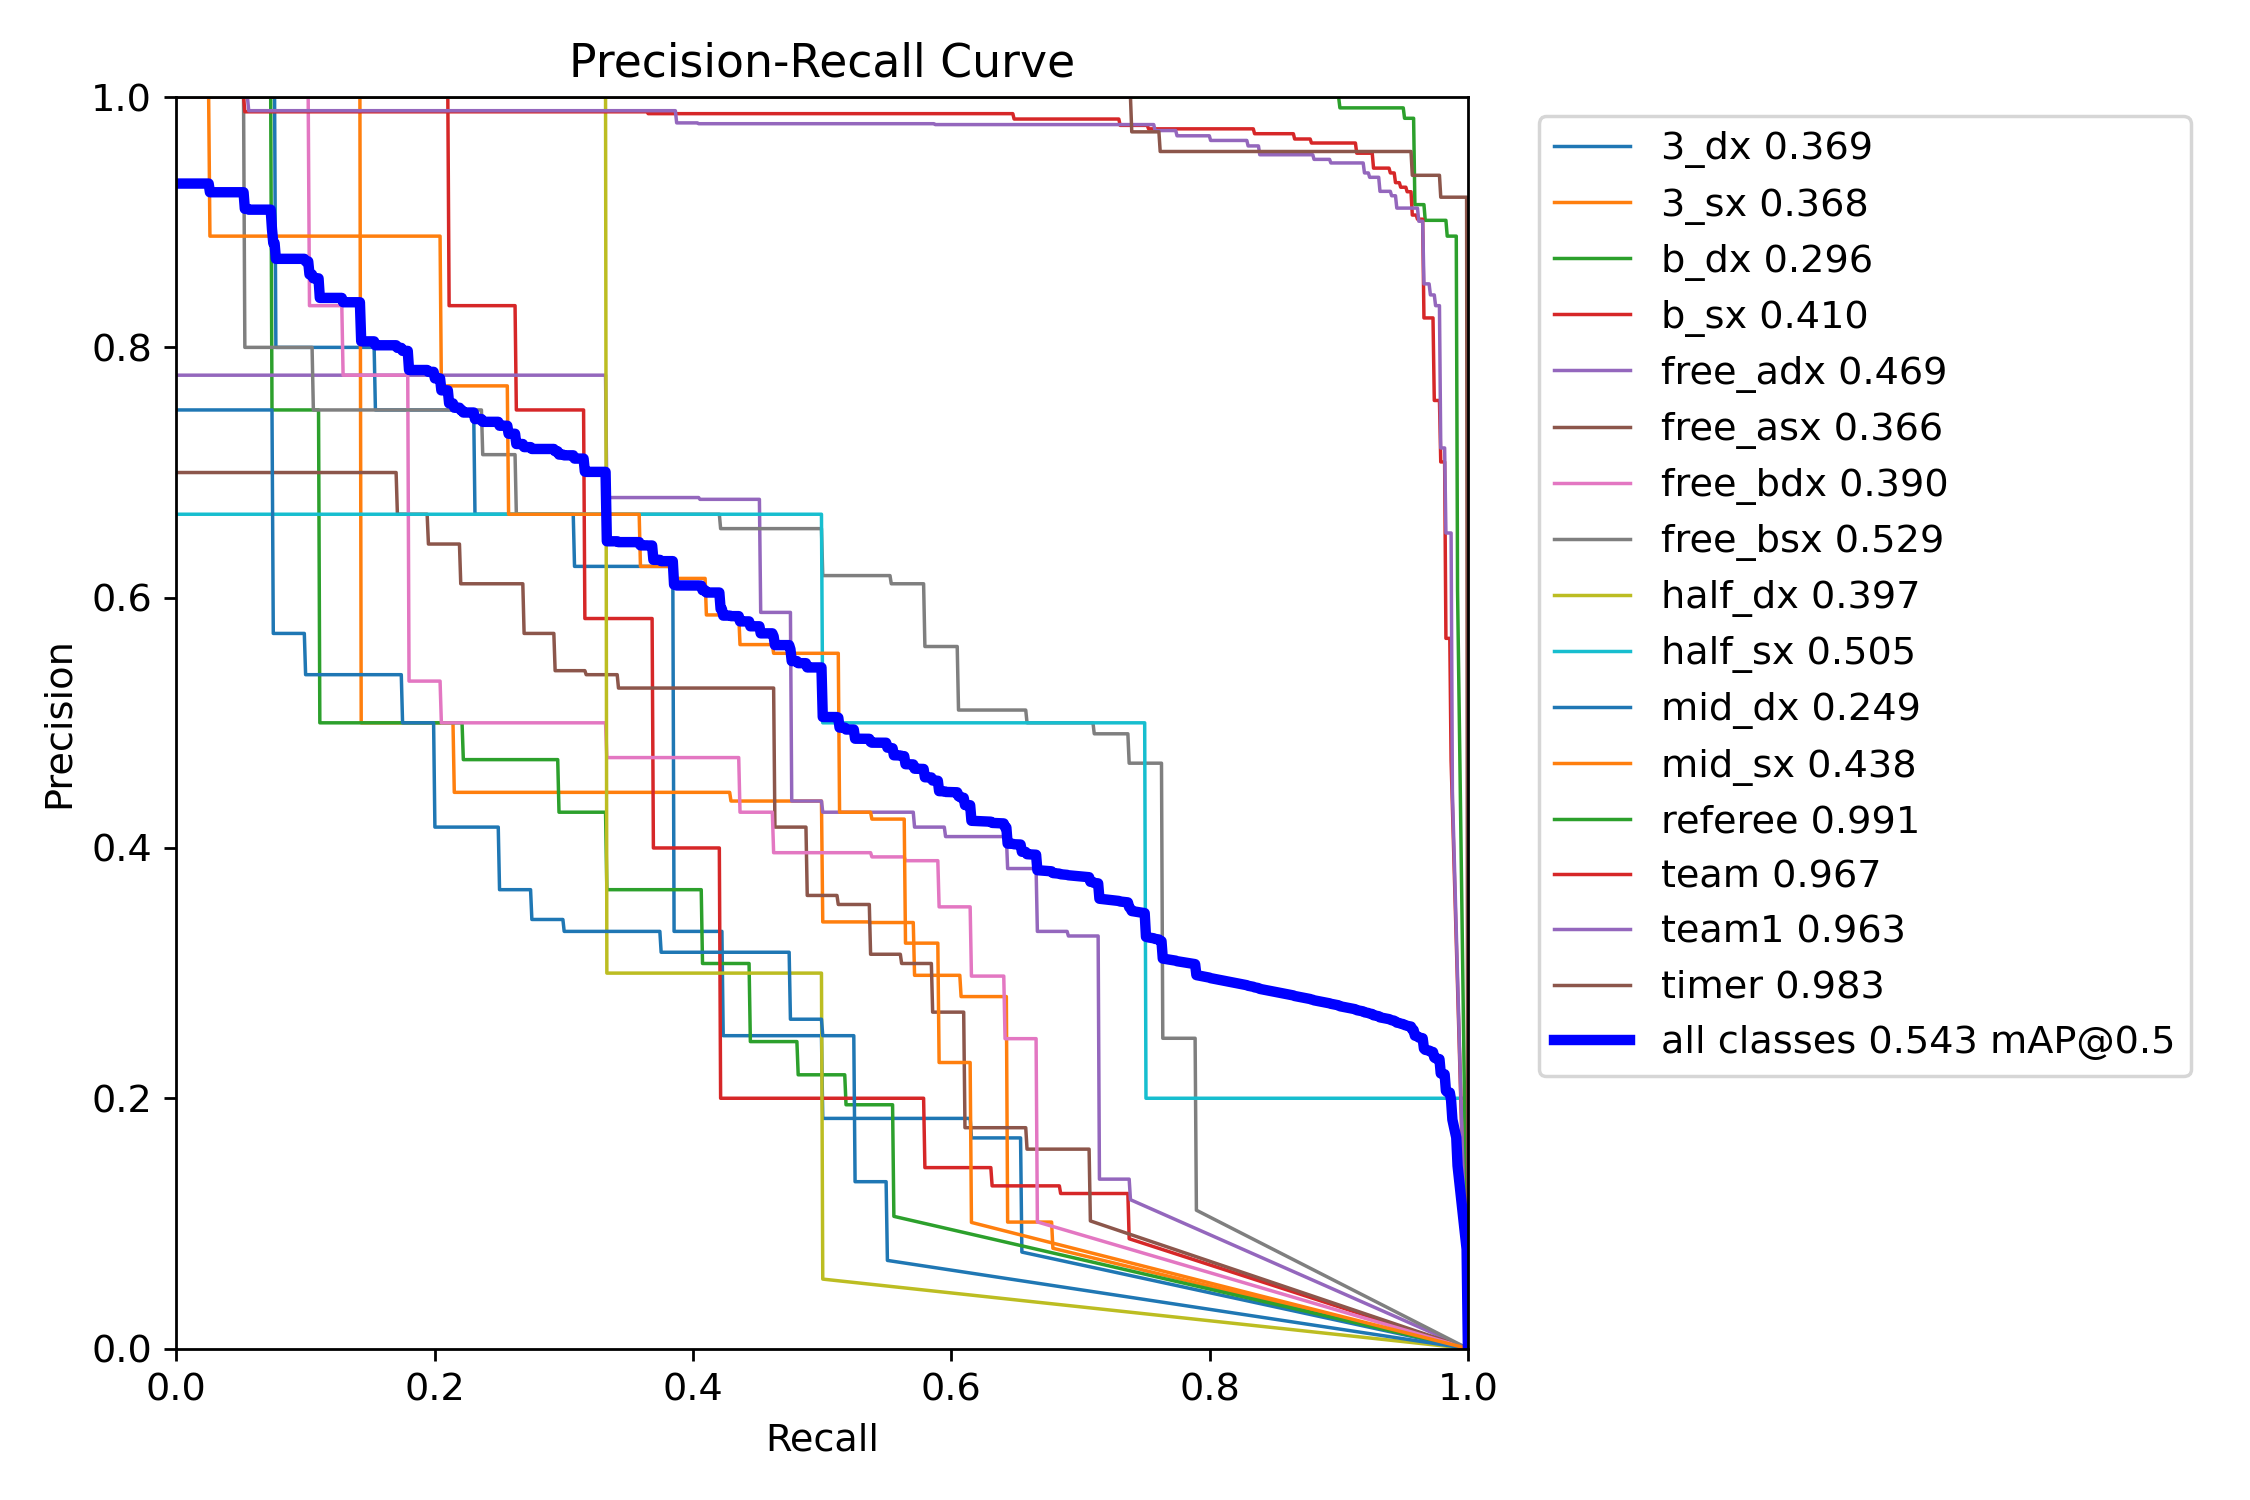 Precision-Recall Curve
1.0
0.8
0.6
0.4
0.2
0.0
Precision
0.0 0.2 0.4 0.6 0.8 1.0
Recall
3_dx 0.369
3_sx 0.368
b_dx 0.296
b_sx 0.410
free_adx 0.469
free_asx 0.366
free_bdx 0.390
free_bsx 0.529
half_dx 0.397
half_sx 0.505
mid_dx 0.249
mid_sx 0.438
referee 0.991
team 0.967
team1 0.963
timer 0.983
all classes 0.543 mAP@0.5